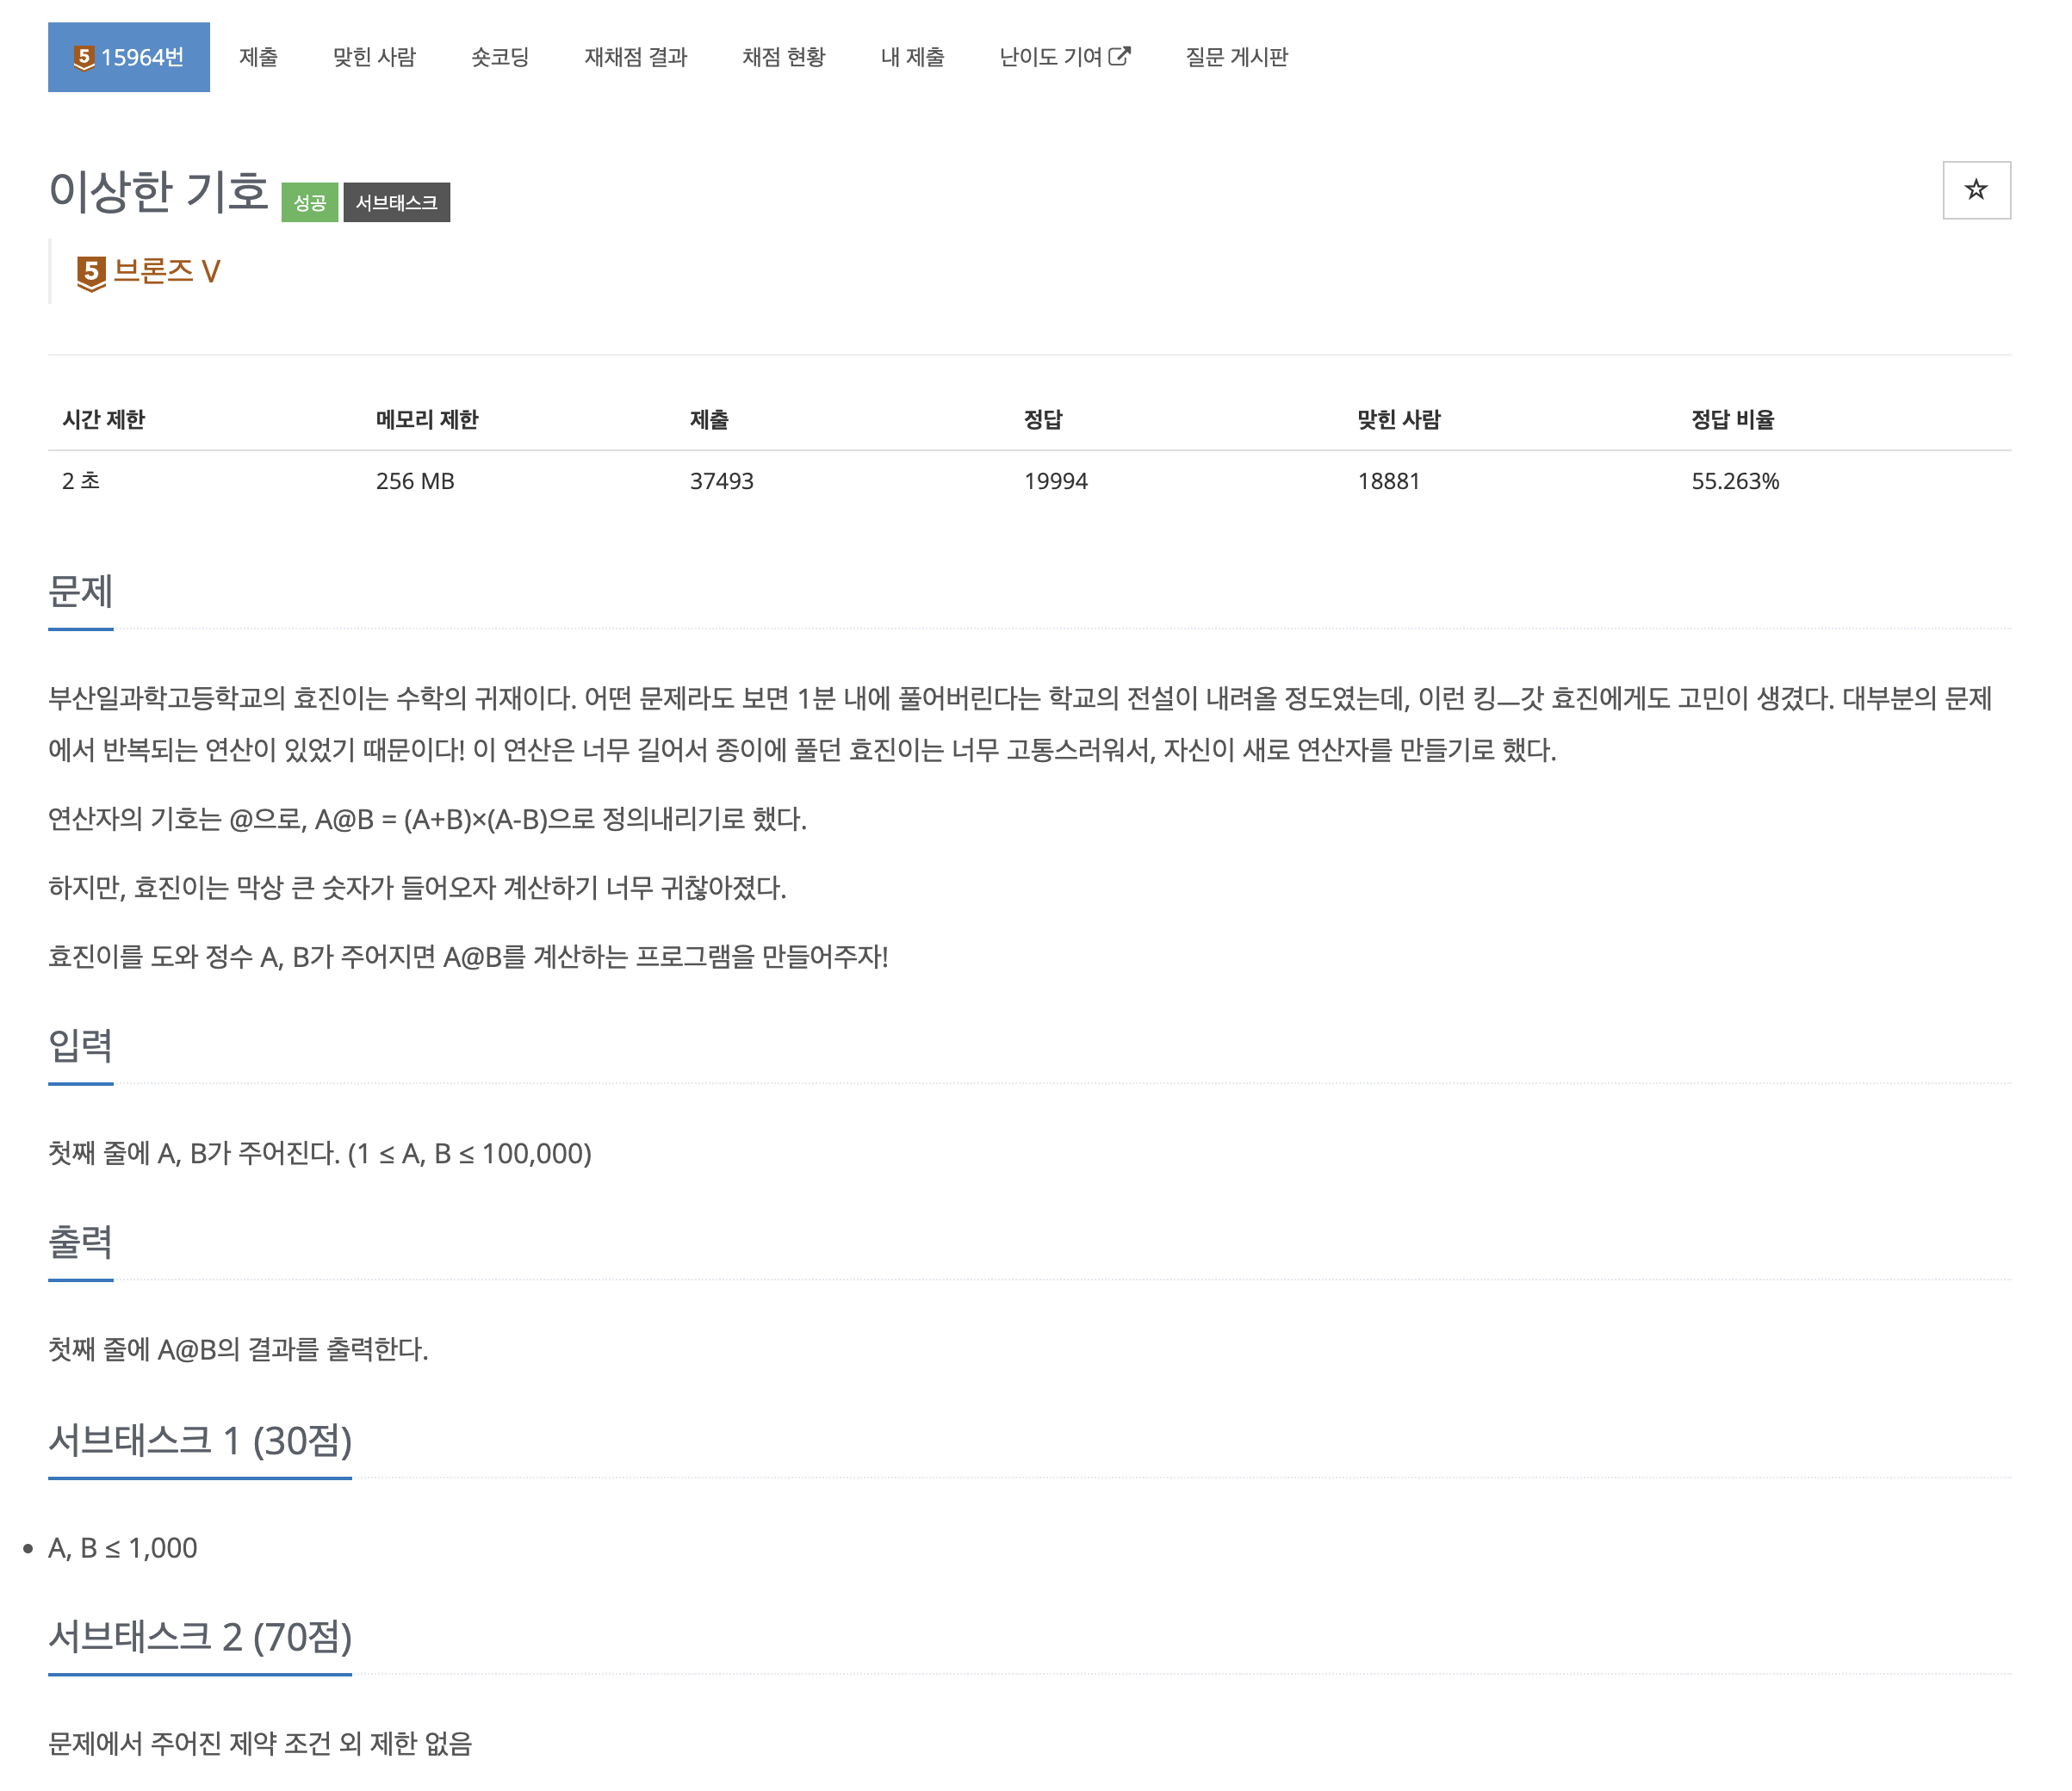 5 15964번 제출 맞힌 사람 숏코딩 재채점 결과 채점 현황 내 제출 난이도 기여 질문 게시판
이상한 기호 성공 서브태스크
5 브론즈 V
시간 제한 메모리 제한 제출 정답 맞힌 사람 정답 비율
2 초 256 MB 37493 19994 18881 55.263%
문제
부산일과학고등학교의 효진이는 수학의 귀재이다. 어떤 문제라도 보면 1분 내에 풀어버린다는 학교의 전설이 내려올 정도였는데, 이런 킹ㅡ갓 효진에게도 고민이 생겼다. 대부분의 문제
에서 반복되는 연산이 있었기 때문이다! 이 연산은 너무 길어서 종이에 풀던 효진이는 너무 고통스러워서, 자신이 새로 연산자를 만들기로 했다.
연산자의 기호는 @으로, A@B = (A+B)×(A-B)으로 정의내리기로 했다.
하지만, 효진이는 막상 큰 숫자가 들어오자 계산하기 너무 귀찮아졌다.
효진이를 도와 정수 A, B가 주어지면 A@B를 계산하는 프로그램을 만들어주자!
입력
첫째 줄에 A, B가 주어진다. (1 ≤ A, B ≤ 100,000)
출력
첫째 줄에 A@B의 결과를 출력한다.
서브태스크 1 (30점)
• A, B ≤ 1,000
서브태스크 2 (70점)
문제에서 주어진 제약 조건 외 제한 없음